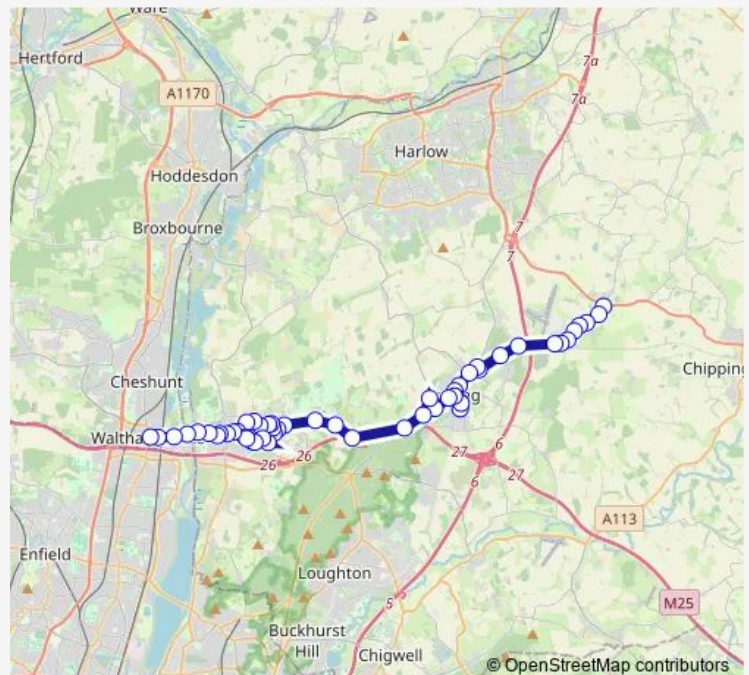 Ware
Hertford
A1170
7a
7a
Harlow
Hoddesdon
Broxbourne
7
7
Cheshunt
Chipping
Waltha
g
26
26
27
6
27
6
A113
Enfield
Loughton
5
M25
Buckhurst
Hill
Chigwell
© OpenStreetMap contributors